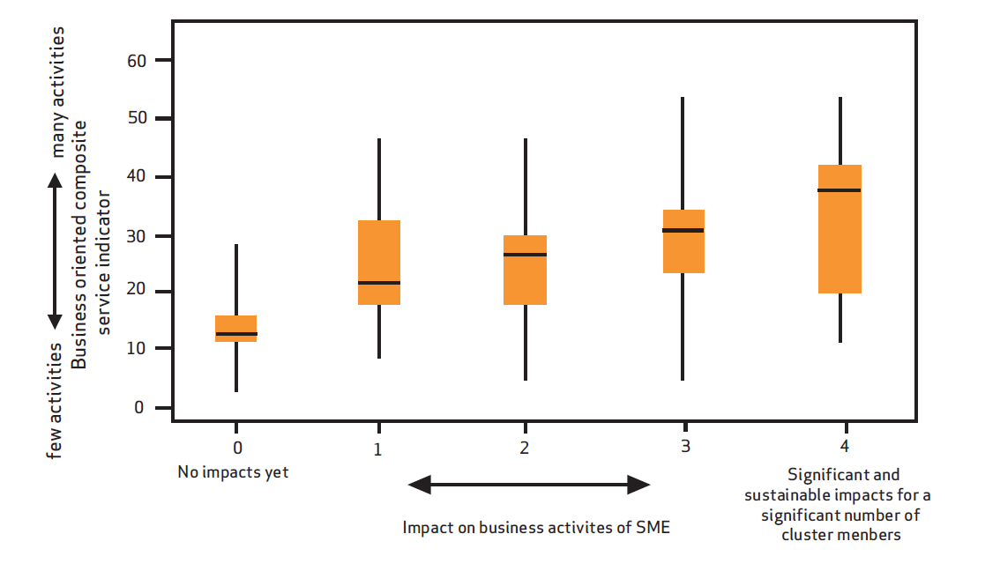 few activities
many activities
Business oriented composite
service indicator
60
50
40
30
20
10
0
0
1
2
3
4
No impacts yet
Impact on business activites of SME
Significant and
sustainable impacts for a
significant number of
cluster menbers